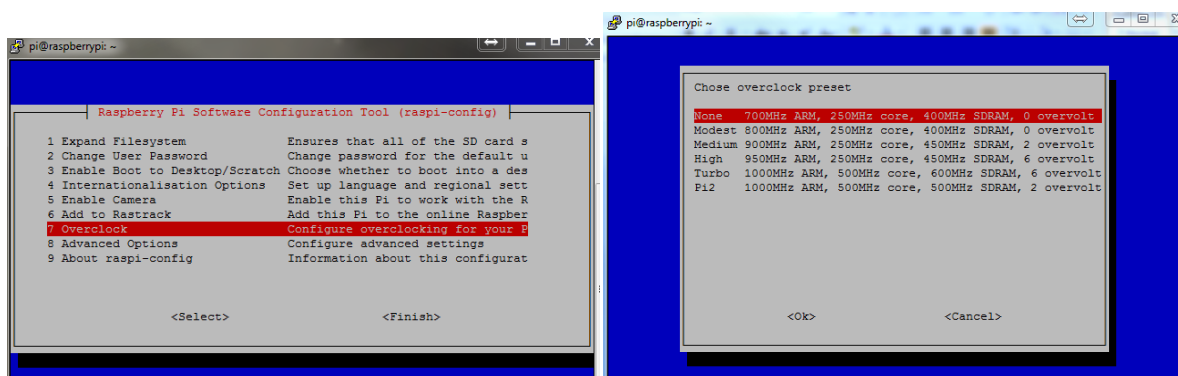 pi@raspberrypi: ~
Raspberry Pi Software Configuration Tool (raspi-config)
1 Expand Filesystem Ensures that all of the SD card s
2 Change User Password Change password for the default u
3 Enable Boot to Desktop/Scratch Choose whether to boot into a des
4 Internationalisation Options Set up language and regional sett
5 Enable Camera Enable this Pi to work with the R
6 Add to Rastrack Add this Pi to the online Raspber
7 Overclock Configure overclocking for your P
8 Advanced Options Configure advanced settings
9 About raspi-config Information about this configurat
<Select> <Finish>
pi@raspberrypi: ~
Chose overclock preset
None 700MHz ARM, 250MHz core, 400MHz SDRAM, 0 overvolt
Modest 800MHz ARM, 250MHz core, 400MHz SDRAM, 0 overvolt
Medium 900MHz ARM, 250MHz core, 450MHz SDRAM, 2 overvolt
High 950MHz ARM, 250MHz core, 450MHz SDRAM, 6 overvolt
Turbo 1000MHz ARM, 500MHz core, 600MHz SDRAM, 6 overvolt
Pi2 1000MHz ARM, 500MHz core, 500MHz SDRAM, 2 overvolt
<Ok> <Cancel>